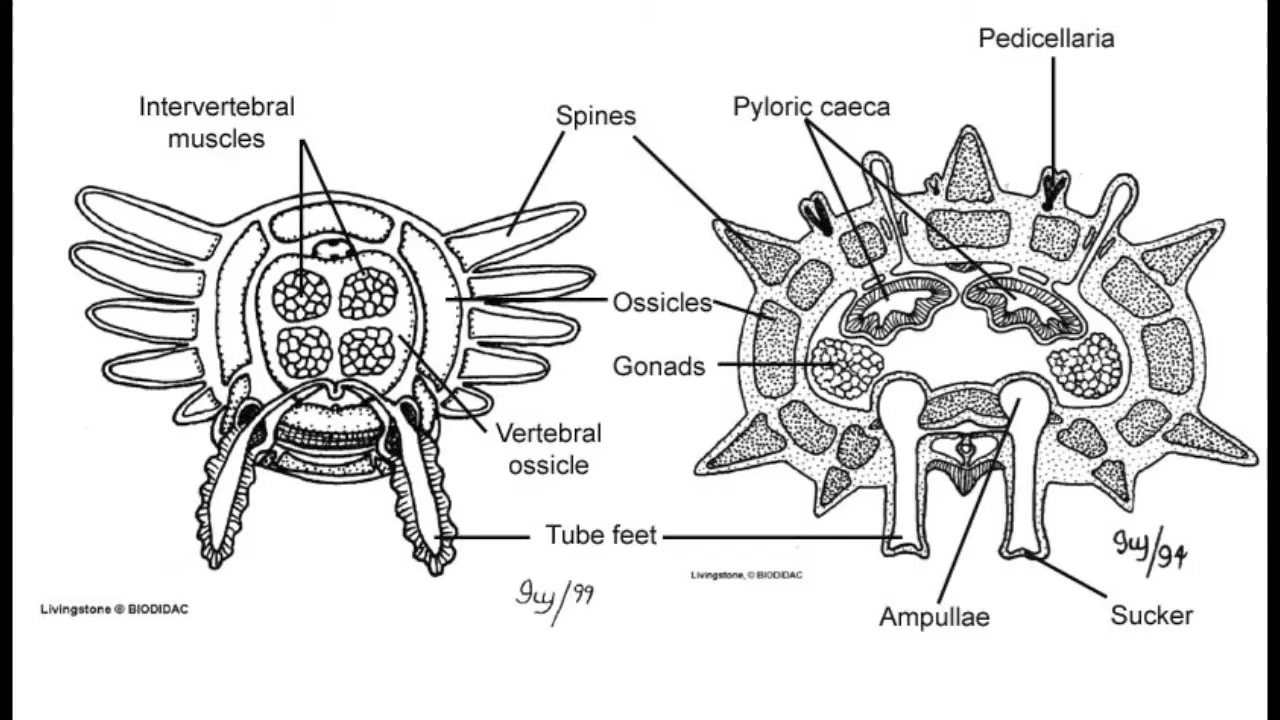 Pedicellaria
Intervertebral
muscles
Spines
Pyloric caeca
Ossicles
Gonads
Vertebral
ossicle
Tube feet
Livingstone, © BIODIDAC
Livingstone © BIODIDAC
Ampullae
Sucker